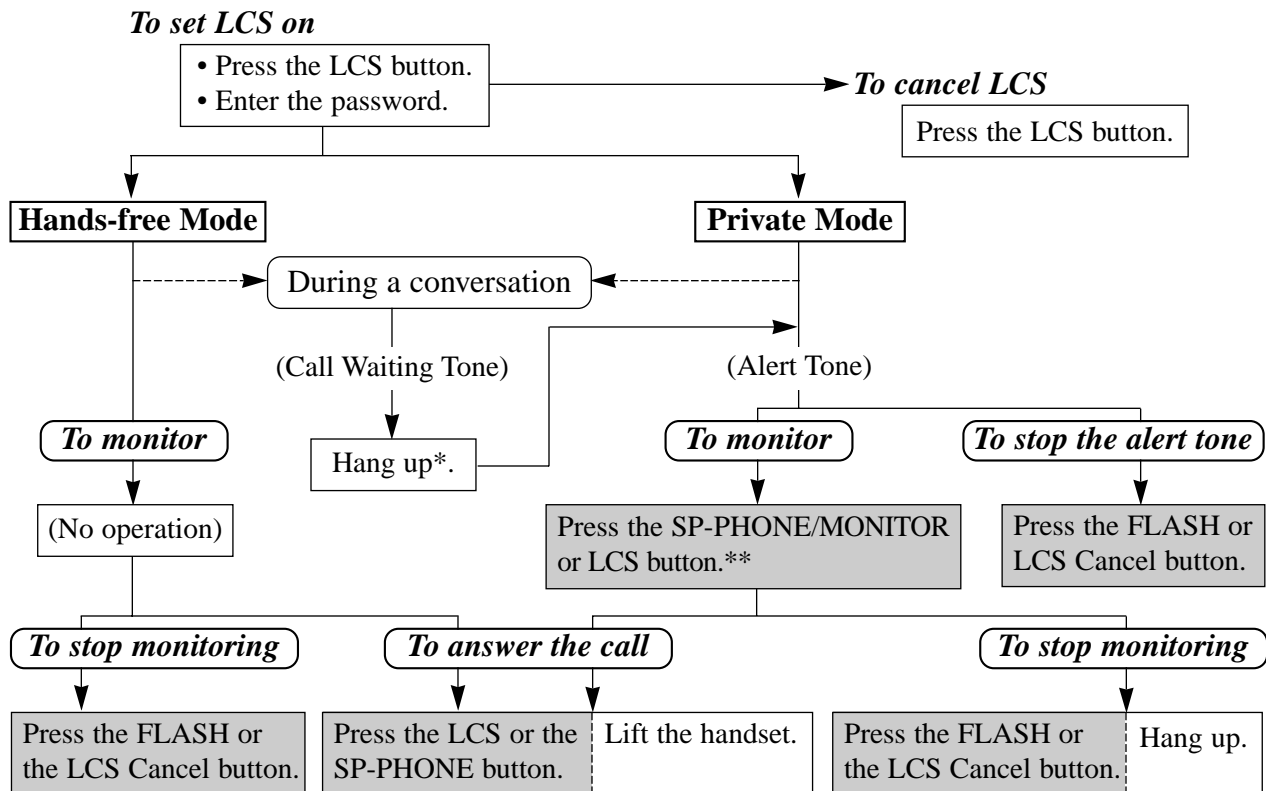 To set LCS on
• Press the LCS button.
• Enter the password.
To cancel LCS
Press the LCS button.
Hands-free Mode
Private Mode
During a conversation
(Call Waiting Tone)
(Alert Tone)
To monitor
Hang up*.
To monitor
To stop the alert tone
(No operation)
Press the SP-PHONE/MONITOR
or LCS button.**
Press the FLASH or
LCS Cancel button.
To stop monitoring
To answer the call
To stop monitoring
Press the FLASH or
the LCS Cancel button.
Press the LCS or the
SP-PHONE button.
Lift the handset.
Press the FLASH or
the LCS Cancel button.
Hang up.